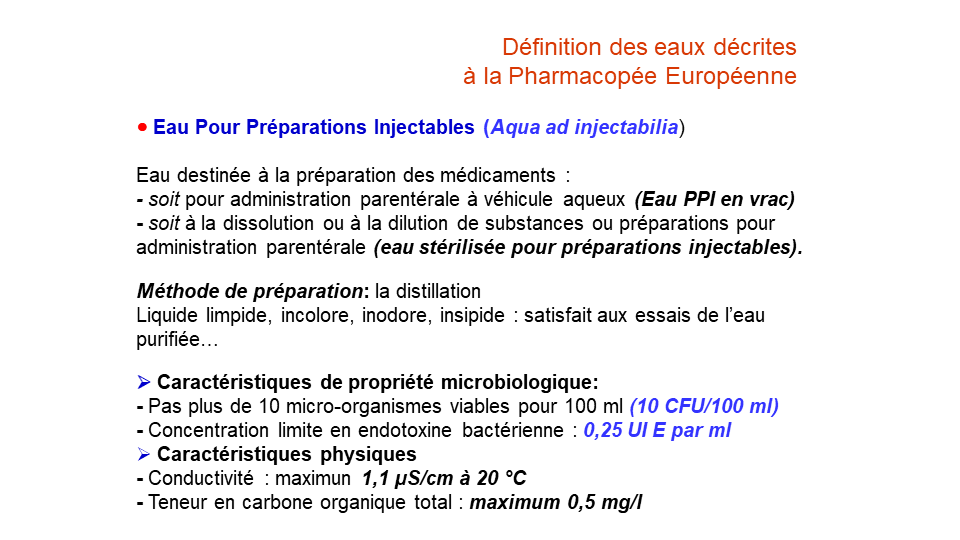 Définition des eaux décrites
à la Pharmacopée Européenne
• Eau Pour Préparations Injectables (Aqua ad injectabilia)
Eau destinée à la préparation des médicaments :
- soit pour administration parentérale à véhicule aqueux (Eau PPI en vrac)
- soit à la dissolution ou à la dilution de substances ou préparations pour
administration parentérale (eau stérilisée pour préparations injectables).
Méthode de préparation: la distillation
Liquide limpide, incolore, inodore, insipide : satisfait aux essais de l’eau
purifiée…
➢ Caractéristiques de propriété microbiologique:
- Pas plus de 10 micro-organismes viables pour 100 ml (10 CFU/100 ml)
- Concentration limite en endotoxine bactérienne : 0,25 UI E par ml
➢ Caractéristiques physiques
- Conductivité : maximun 1,1 µS/cm à 20 °C
- Teneur en carbone organique total : maximum 0,5 mg/l